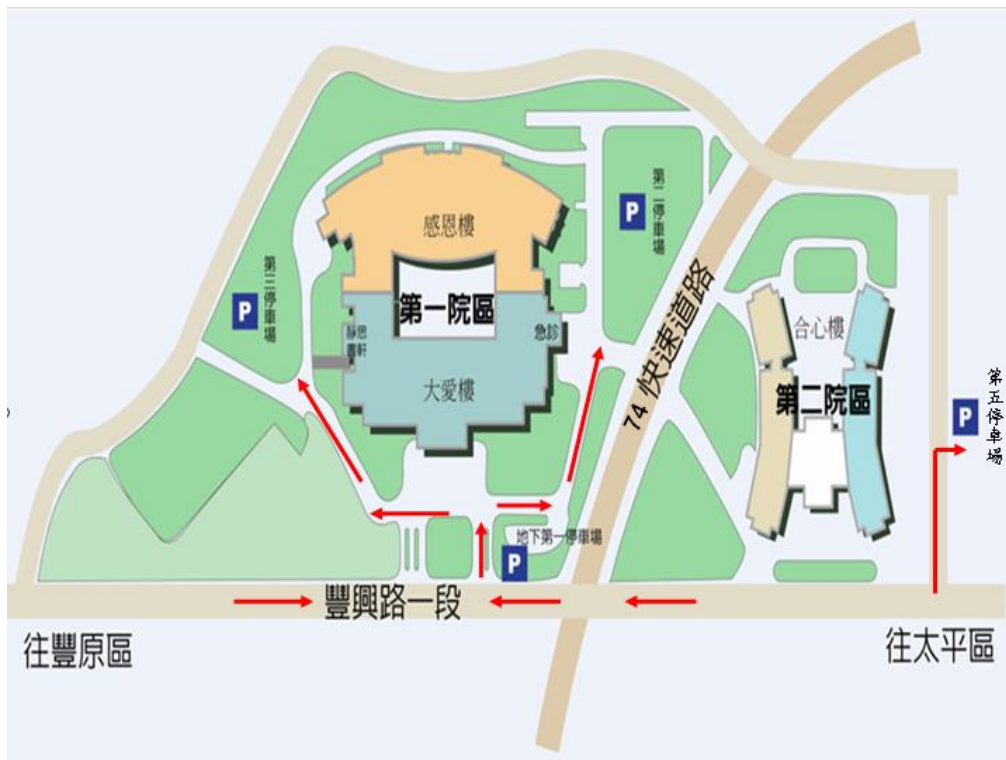 感恩樓
第二停車場
P
第三停車場
P
第一院區
靜思
書軒
急診
大愛樓
74 快速道路
合心樓
第二院區
第五停車場
P
地下第一停車場
P
豐興路一段
往豐原區
往太平區